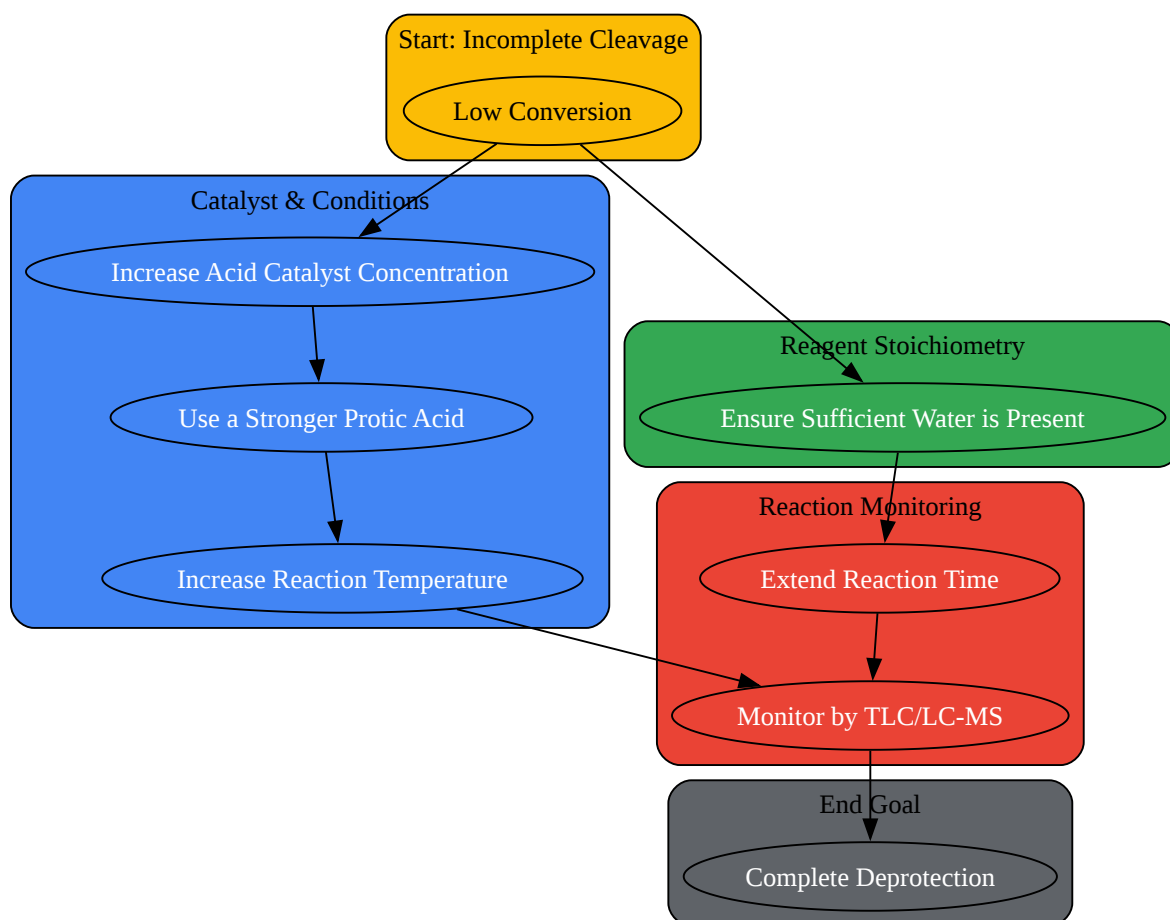 Start: Incomplete Cleavage
Low Conversion
Catalyst & Conditions
Increase Acid Catalyst Concentration
Use a Stronger Protic Acid
Increase Reaction Temperature
Reagent Stoichiometry
Ensure Sufficient Water is Present
Reaction Monitoring
Extend Reaction Time
Monitor by TLC/LC-MS
End Goal
Complete Deprotection